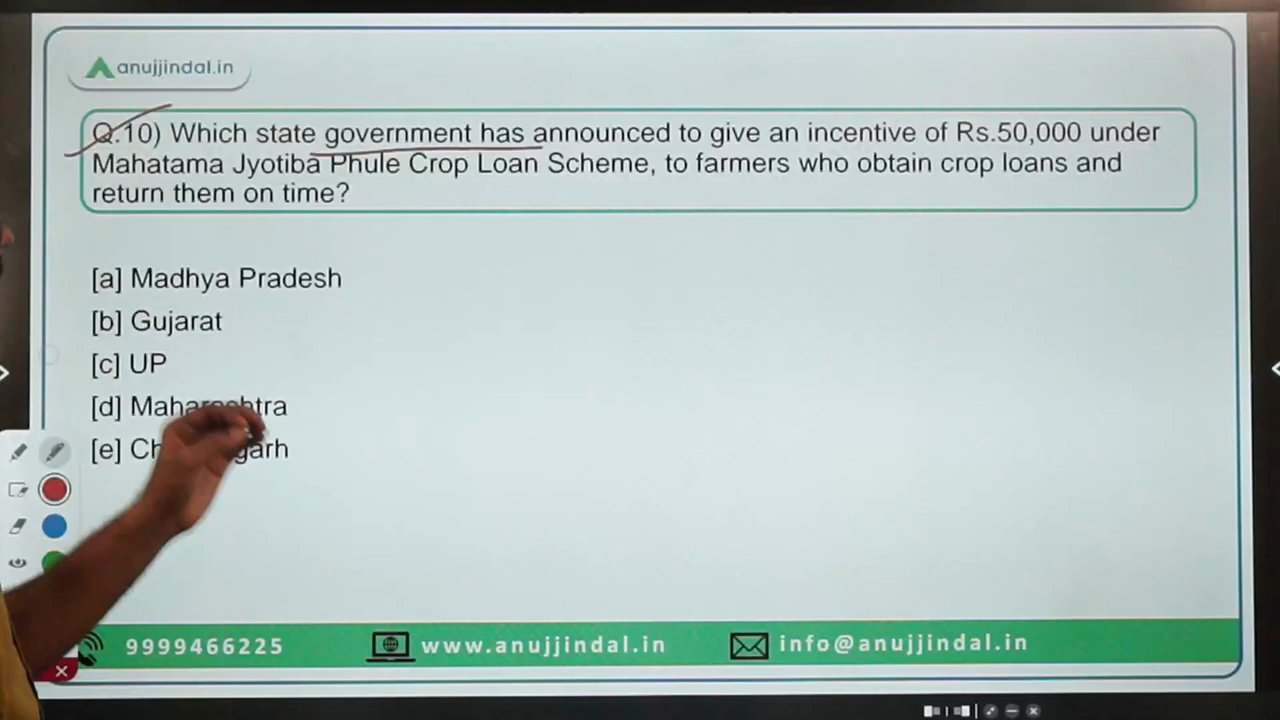 anujjindal.in
Q.10) Which state government has announced to give an incentive of Rs.50,000 under
Mahatama Jyotiba Phule Crop Loan Scheme, to farmers who obtain crop loans and
return them on time?
[a] Madhya Pradesh
[b] Gujarat
[c] UP
[d] Maharashtra
[e]
9999466225
www.anujjindal.in
info@anujjindal.in